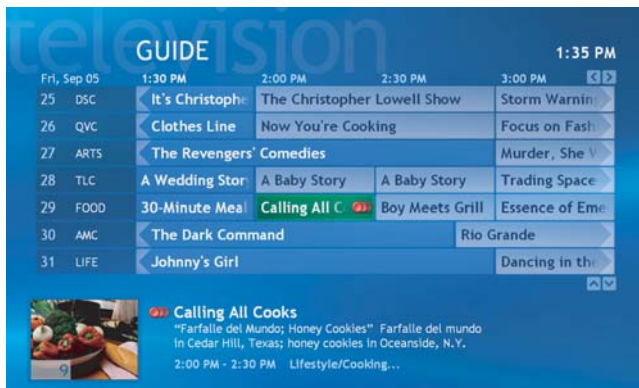 television
GUIDE
1:35 PM
Fri, Sep 05 1:30 PM 2:00 PM 2:30 PM 3:00 PM
25 DSC It's Christophe The Christopher Lowell Show Storm Warnin
26 QVC Clothes Line Now You're Cooking Focus on Fash
27 ARTS The Revengers' Comedies Murder, She V
28 TLC A Wedding Stor A Baby Story A Baby Story Trading Space
29 FOOD 30-Minute Meal Calling All C Boy Meets Grill Essence of Eme
30 AMC The Dark Command Rio Grande
31 LIFE Johnny's Girl Dancing in the
Calling All Cooks
"Farfalle del Mundo; Honey Cookies" Farfalle del mundo
in Cedar Hill, Texas; honey cookies in Oceanside, N.Y.
2:00 PM - 2:30 PM Lifestyle/Cooking...
9